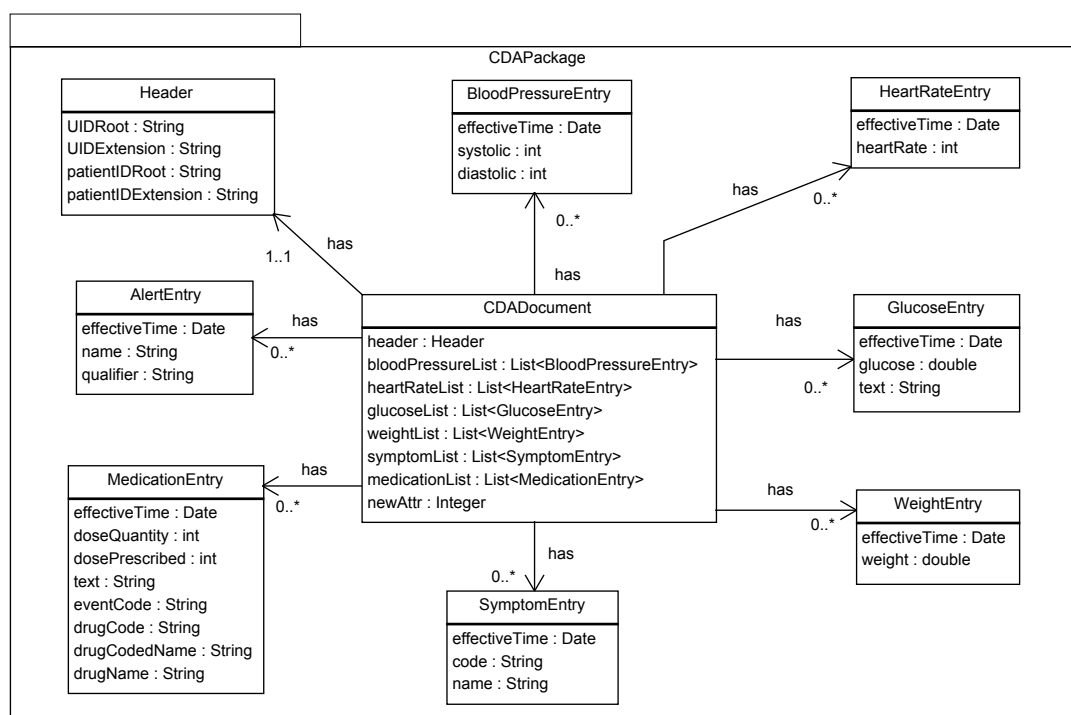 CDAPackage
Header
UIDRoot : String
UIDExtension : String
patientIDRoot : String
patientIDExtension : String
BloodPressureEntry
effectiveTime : Date
systolic : int
diastolic : int
HeartRateEntry
effectiveTime : Date
heartRate : int
has
1..1
0..*
has
has
0..*
AlertEntry
effectiveTime : Date
name : String
qualifier : String
has
0..*
CDADocument
header : Header
bloodPressureList : List<BloodPressureEntry>
heartRateList : List<HeartRateEntry>
glucoseList : List<GlucoseEntry>
weightList : List<WeightEntry>
symptomList : List<SymptomEntry>
medicationList : List<MedicationEntry>
newAttr : Integer
has
0..*
GlucoseEntry
effectiveTime : Date
glucose : double
text : String
MedicationEntry
effectiveTime : Date
doseQuantity : int
dosePrescribed : int
text : String
eventCode : String
drugCode : String
drugCodedName : String
drugName : String
has
0..*
has
0..*
WeightEntry
effectiveTime : Date
weight : double
has
0..*
SymptomEntry
effectiveTime : Date
code : String
name : String